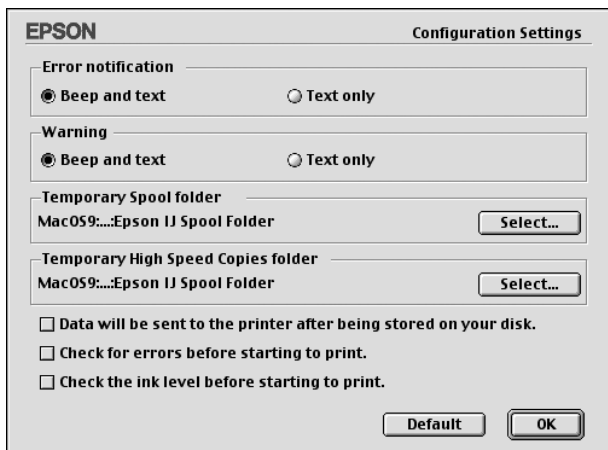 EPSON Configuration Settings
Error notification
Beep and text Text only
Warning
Beep and text Text only
Temporary Spool folder
MacOS9:...:Epson IJ Spool Folder Select...
Temporary High Speed Copies folder
MacOS9:...:Epson IJ Spool Folder Select...
Data will be sent to the printer after being stored on your disk.
Check for errors before starting to print.
Check the ink level before starting to print.
Default OK